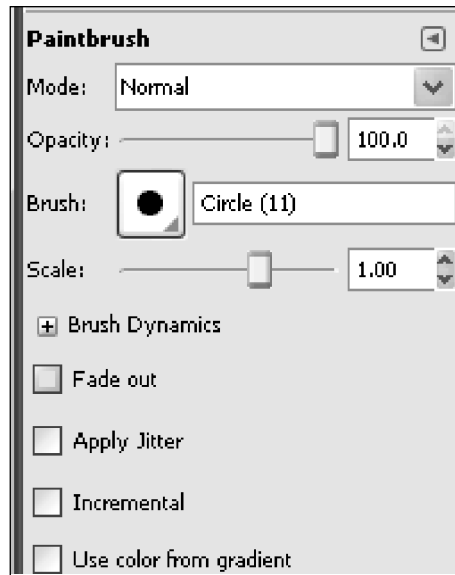 Paintbrush
Mode: Normal
Opacity: 100.0
Brush: Circle (11)
Scale: 1.00
Brush Dynamics
Fade out
Apply Jitter
Incremental
Use color from gradient